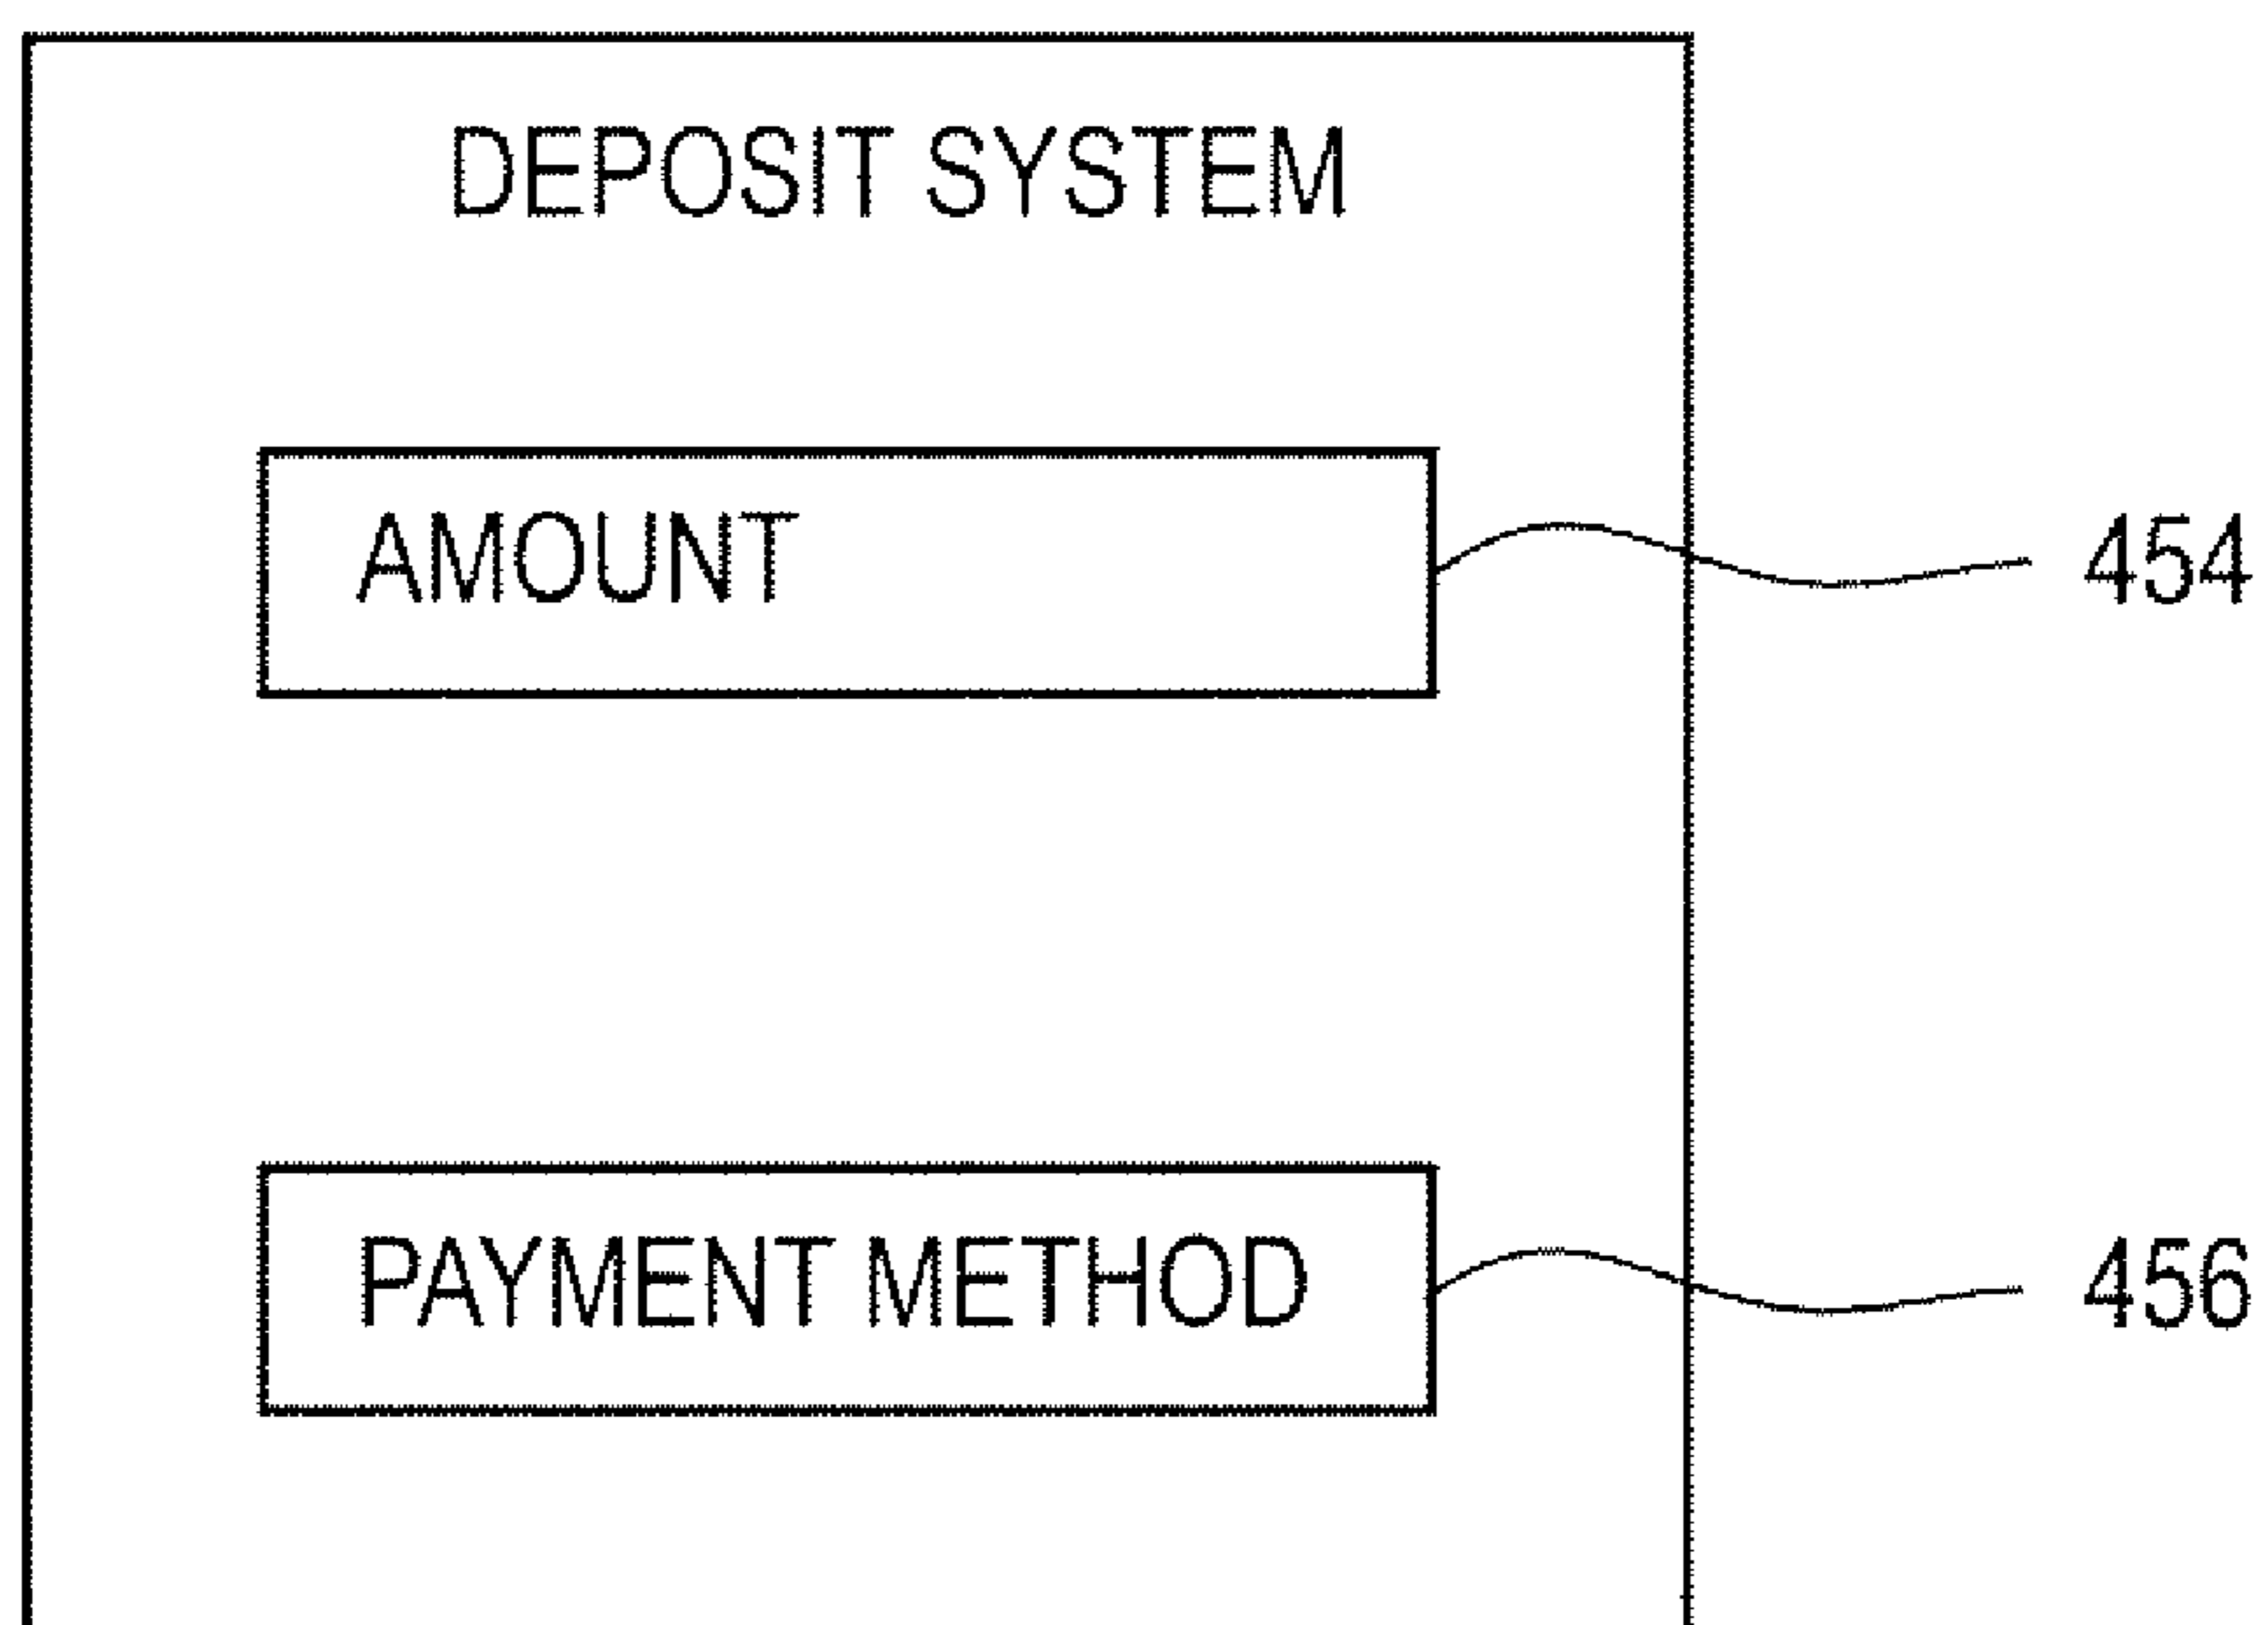 DEPOSIT SYSTEM
AMOUNT
454
PAYMENT METHOD
456